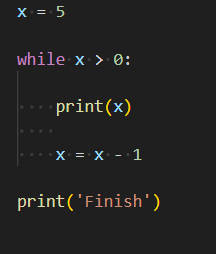 x = 5
while x > 0:
    print(x)
    x = x - 1
print('Finish')